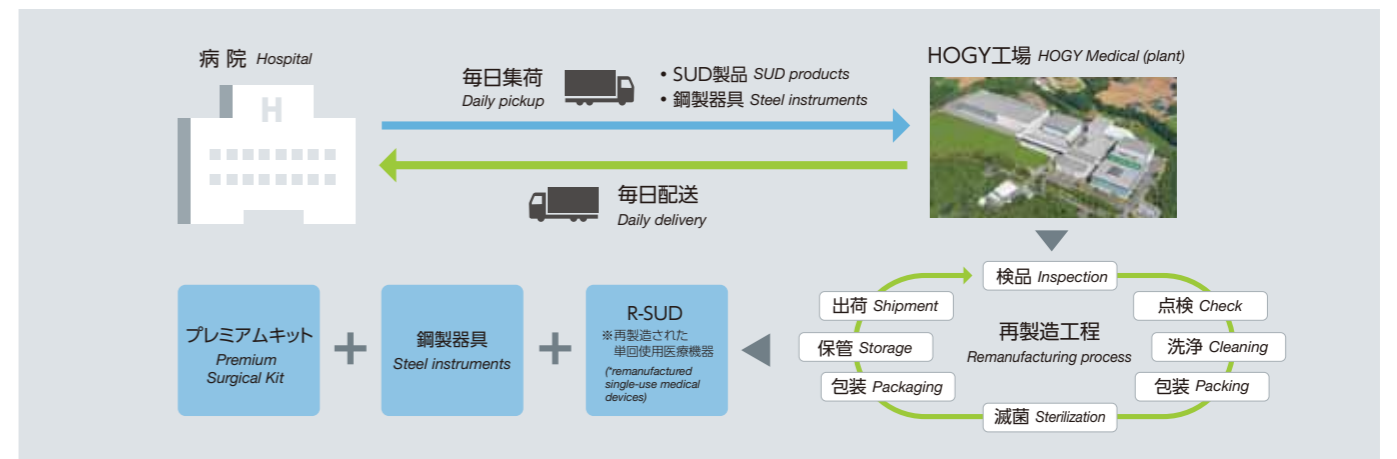 病 院 Hospital
H
毎日集荷
Daily pickup
• SUD製品 SUD products
• 鋼製器具 Steel instruments
HOGY工場 HOGY Medical (plant)
毎日配送
Daily delivery
プレミアムキット
Premium
Surgical Kit
+
鋼製器具
Steel instruments
+
R-SUD
※再製造された
単回使用医療機器
(*remanufactured
single-use medical
devices)
検品 Inspection
点検 Check
洗浄 Cleaning
包装 Packing
滅菌 Sterilization
包装 Packaging
保管 Storage
出荷 Shipment
再製造工程
Remanufacturing process